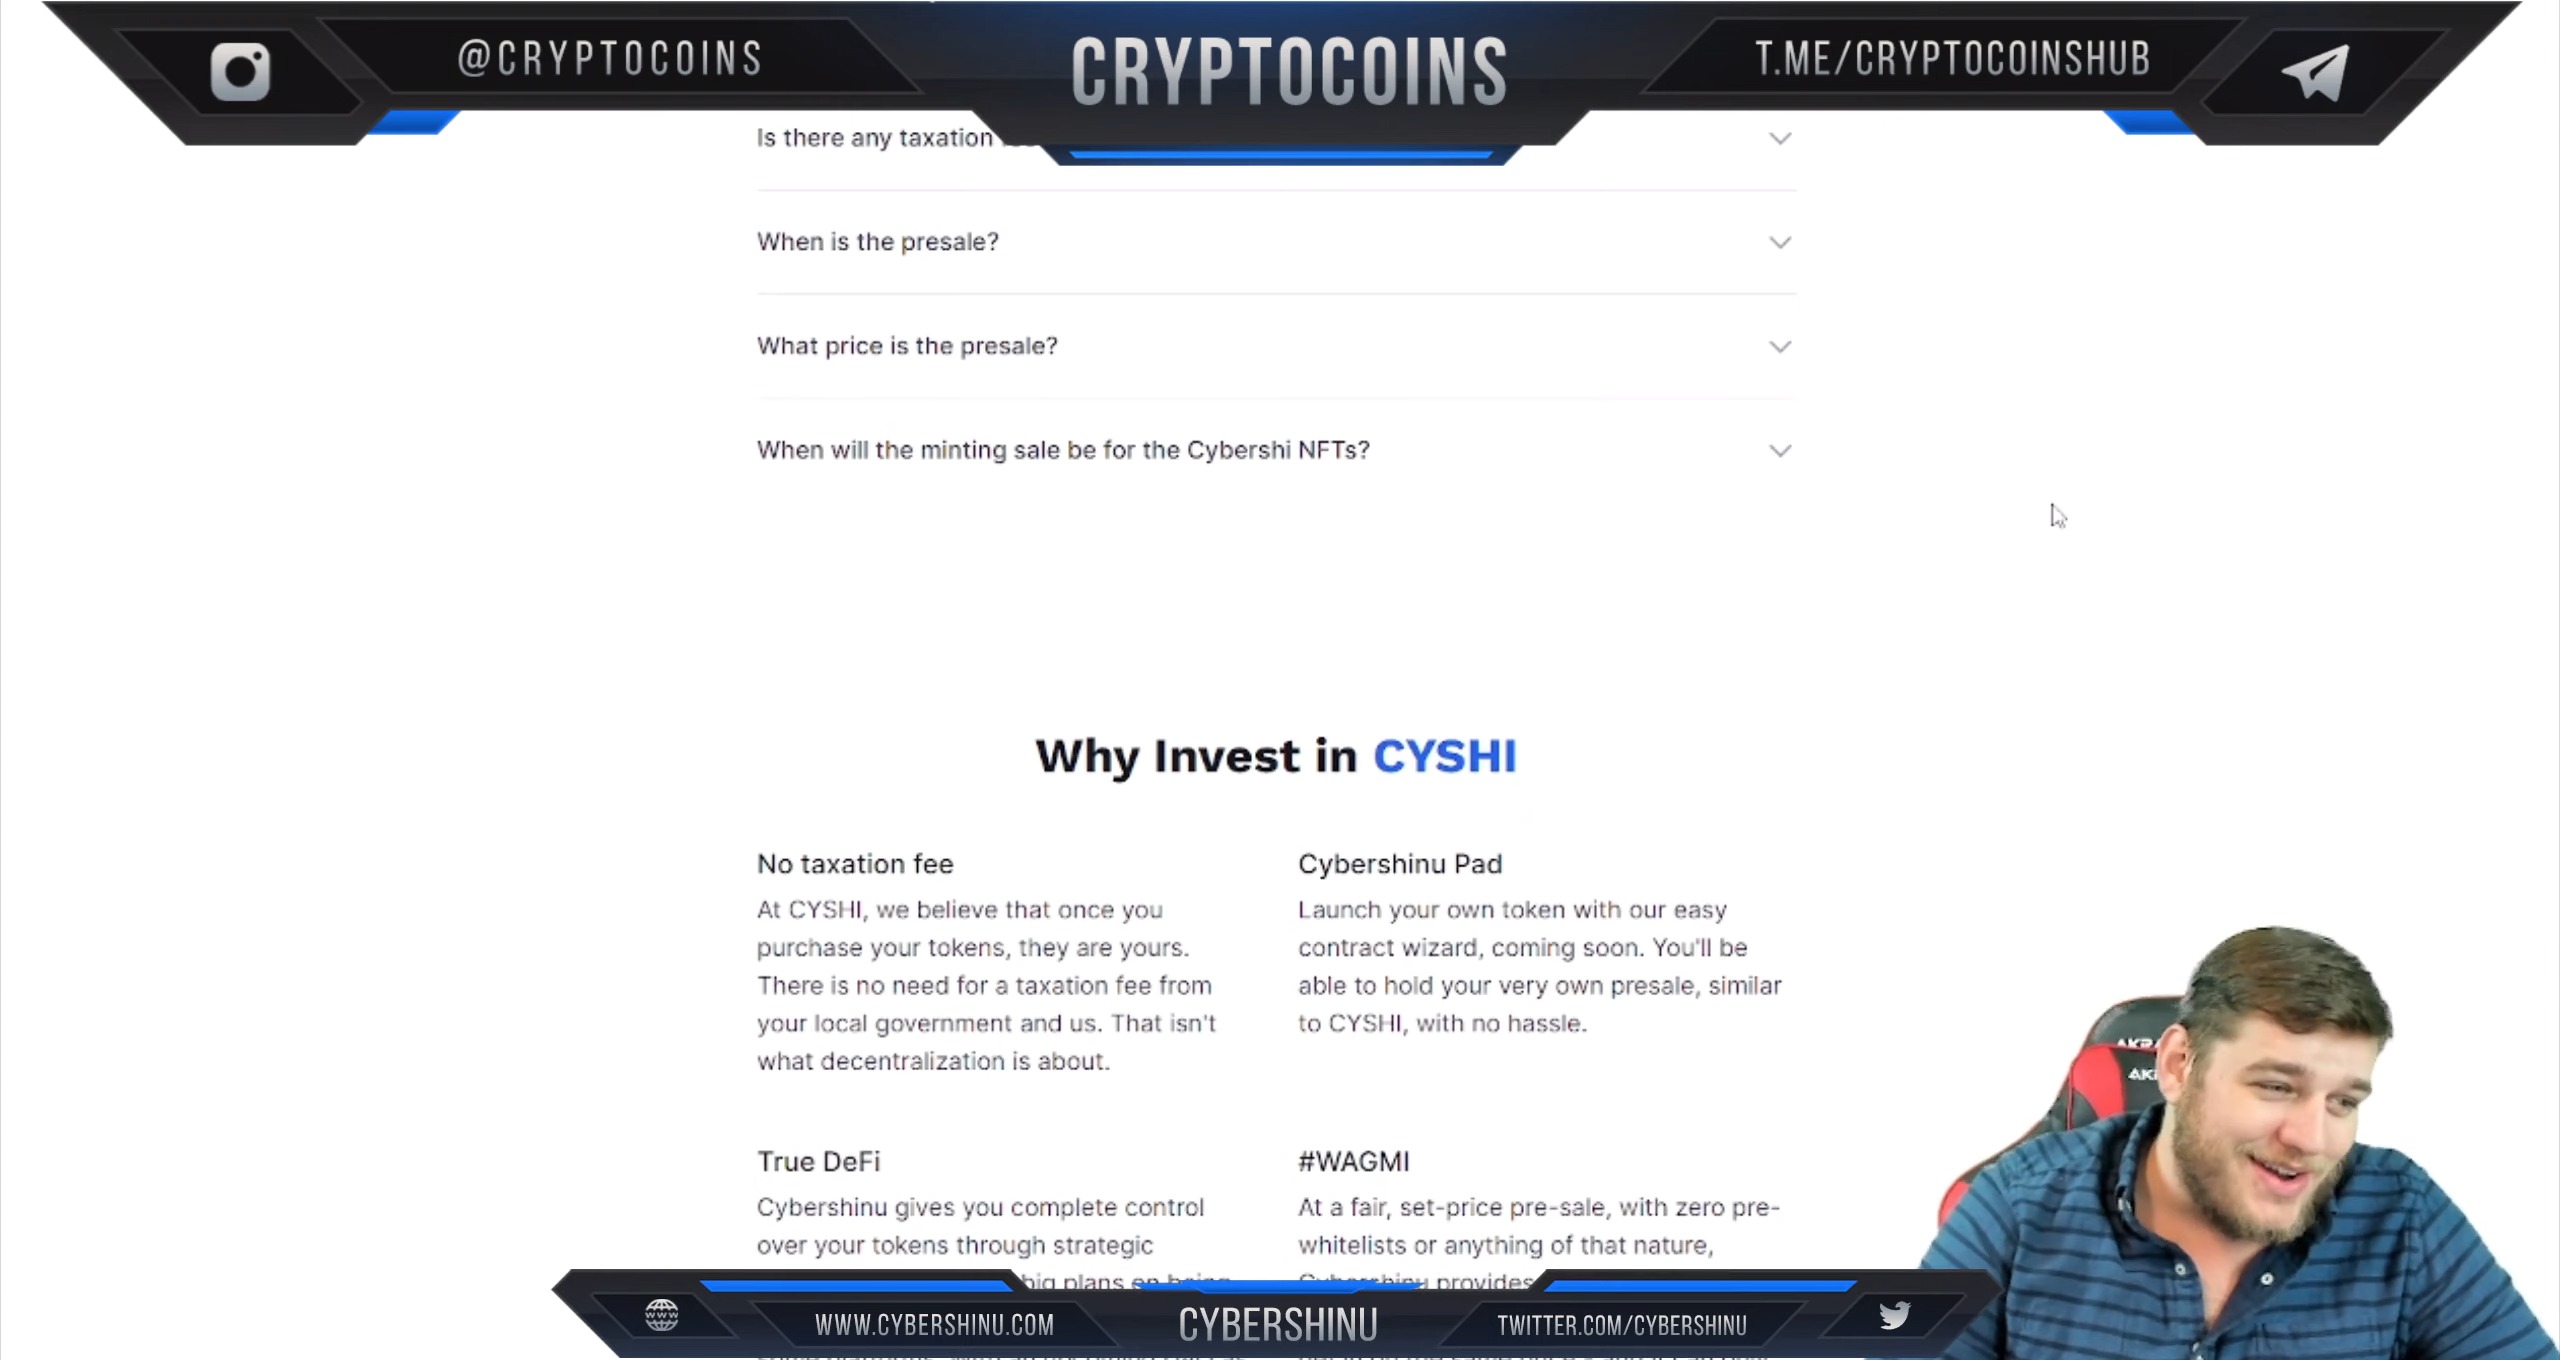 @CRYPTOCOINS
CRYPTOCOINS
T.ME/CRYPTOCOINSHUB
Is there any taxation
When is the presale?
What price is the presale?
When will the minting sale be for the Cybershi NFTs?
Why Invest in CYSHI
No taxation fee
At CYSHI, we believe that once you
purchase your tokens, they are yours.
There is no need for a taxation fee from
your local government and us. That isn't
what decentralization is about.
Cybershinu Pad
Launch your own token with our easy
contract wizard, coming soon. You'll be
able to hold your very own presale, similar
to CYSHI, with no hassle.
True DeFi
Cybershinu gives you complete control
over your tokens through strategic
big plans on being
#WAGMI
At a fair, set-price pre-sale, with zero pre-
whitelists or anything of that nature,
Cybershinu provides
WWW.CYBERSHINU.COM
CYBERSHINU
TWITTER.COM/CYBERSHINU